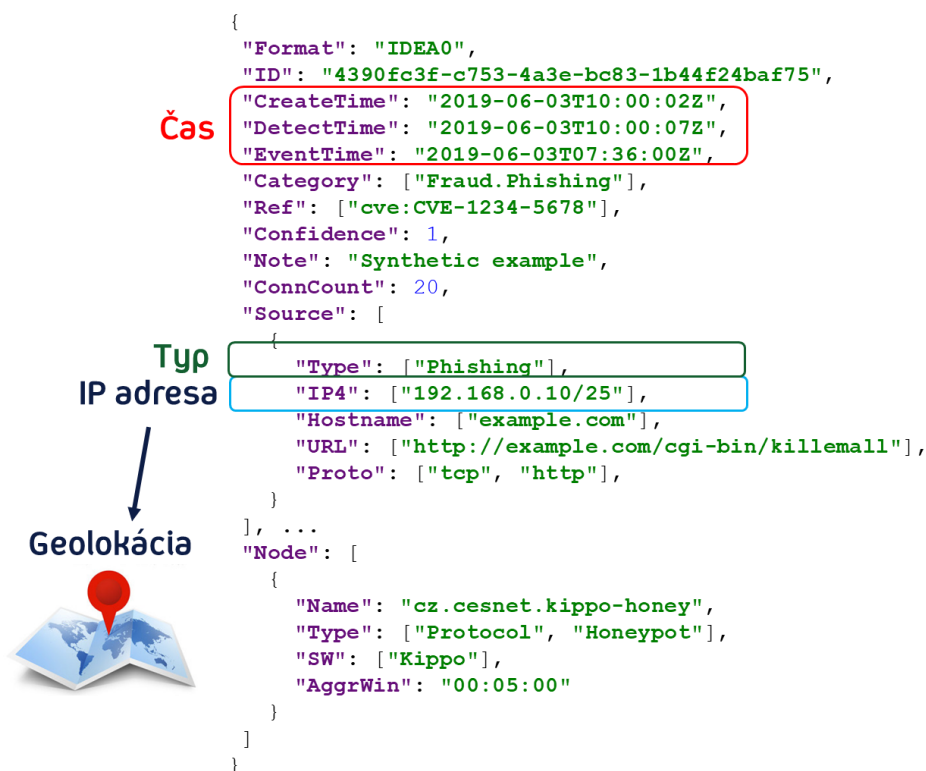 {
"Format": "IDEA0",
"ID": "4390fc3f-c753-4a3e-bc83-1b44f24baf75",
"CreateTime": "2019-06-03T10:00:02Z",
Čas
"DetectTime": "2019-06-03T10:00:07Z",
"EventTime": "2019-06-03T07:36:00Z",
"Category": ["Fraud.Phishing"],
"Ref": ["cve:CVE-1234-5678"],
"Confidence": 1,
"Note": "Synthetic example",
"ConnCount": 20,
"Source": [
{
Typ
"Type": ["Phishing"],
IP adresa
"IP4": ["192.168.0.10/25"],
"Hostname": ["example.com"],
"URL": ["http://example.com/cgi-bin/killemall"],
"Proto": ["tcp", "http"],
}
], ...
Geolokácia
"Node": [
{
"Name": "cz.cesnet.kippo-honey",
"Type": ["Protocol", "Honeypot"],
"SW": ["Kippo"],
"AggrWin": "00:05:00"
}
]
}